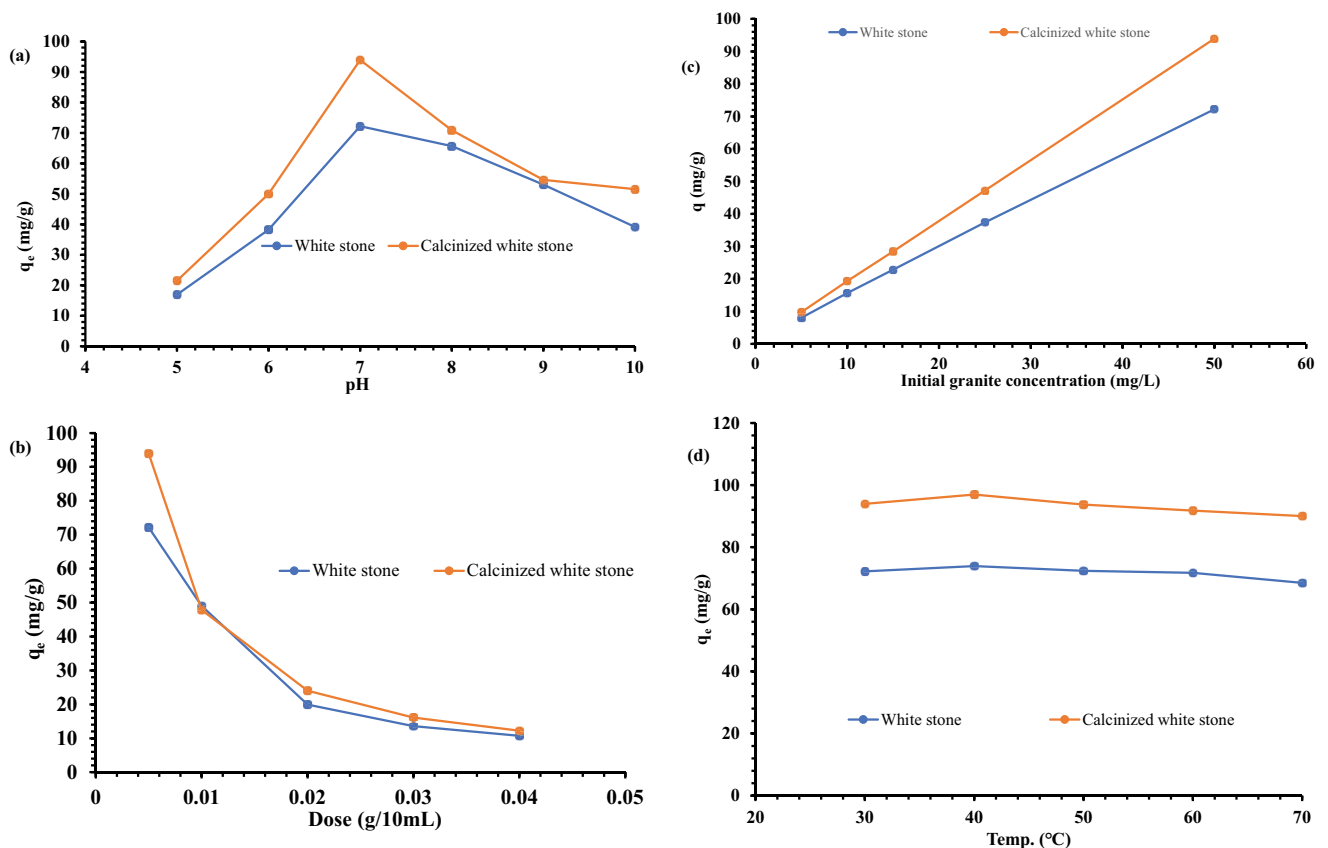 (a)
100
90
80
70
60
50
40
30
20
10
0
qe (mg/g)
White stone
Calcinized white stone
4 5 6 7 8 9 10
pH
(c)
White stone
Calcinized white stone
100
90
80
70
60
50
40
30
20
10
0
q (mg/g)
0 10 20 30 40 50 60
Initial granite concentration (mg/L)
(b)
100
90
80
70
60
50
40
30
20
10
0
qe (mg/g)
White stone
Calcinized white stone
0 0.01 0.02 0.03 0.04 0.05
Dose (g/10mL)
(d)
120
100
80
60
40
20
0
qe (mg/g)
White stone
Calcinized white stone
20 30 40 50 60 70
Temp. (°C)